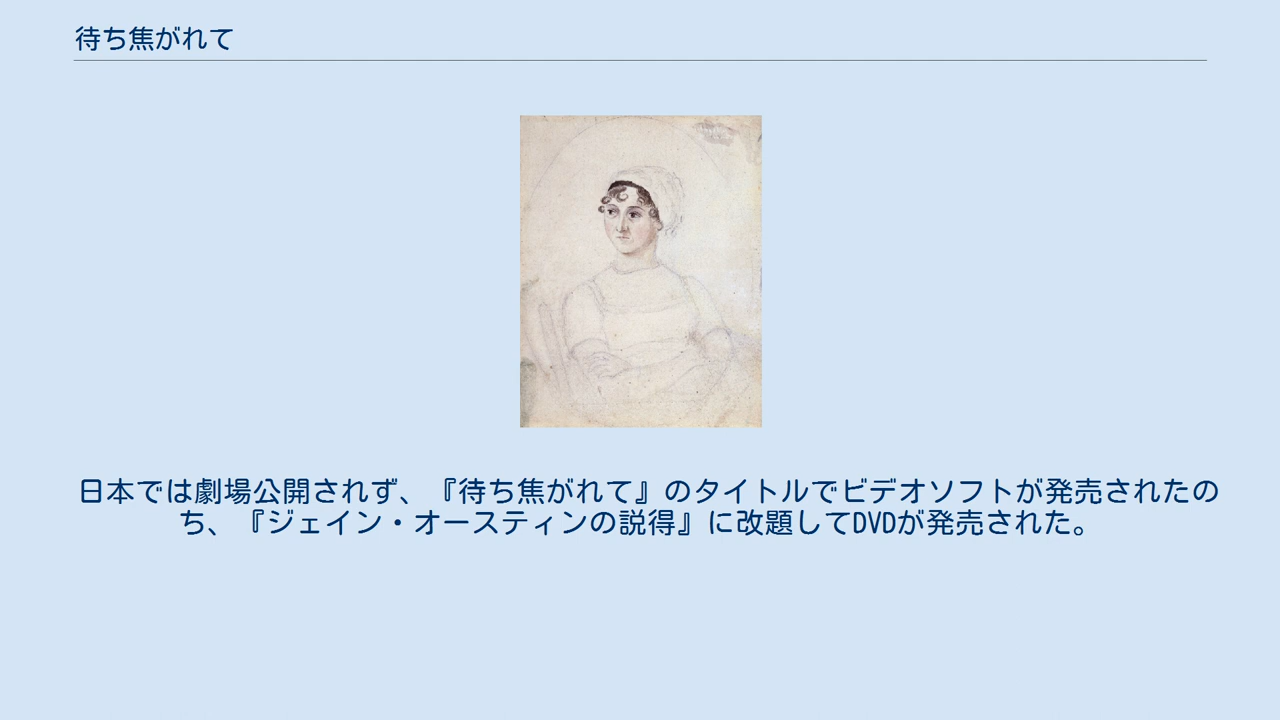 待ち焦がれて
日本では劇場公開されず、『待ち焦がれて』のタイトルでビデオソフトが発売されたの
ち、『ジェイン・オースティンの説得』に改題してDVDが発売された。